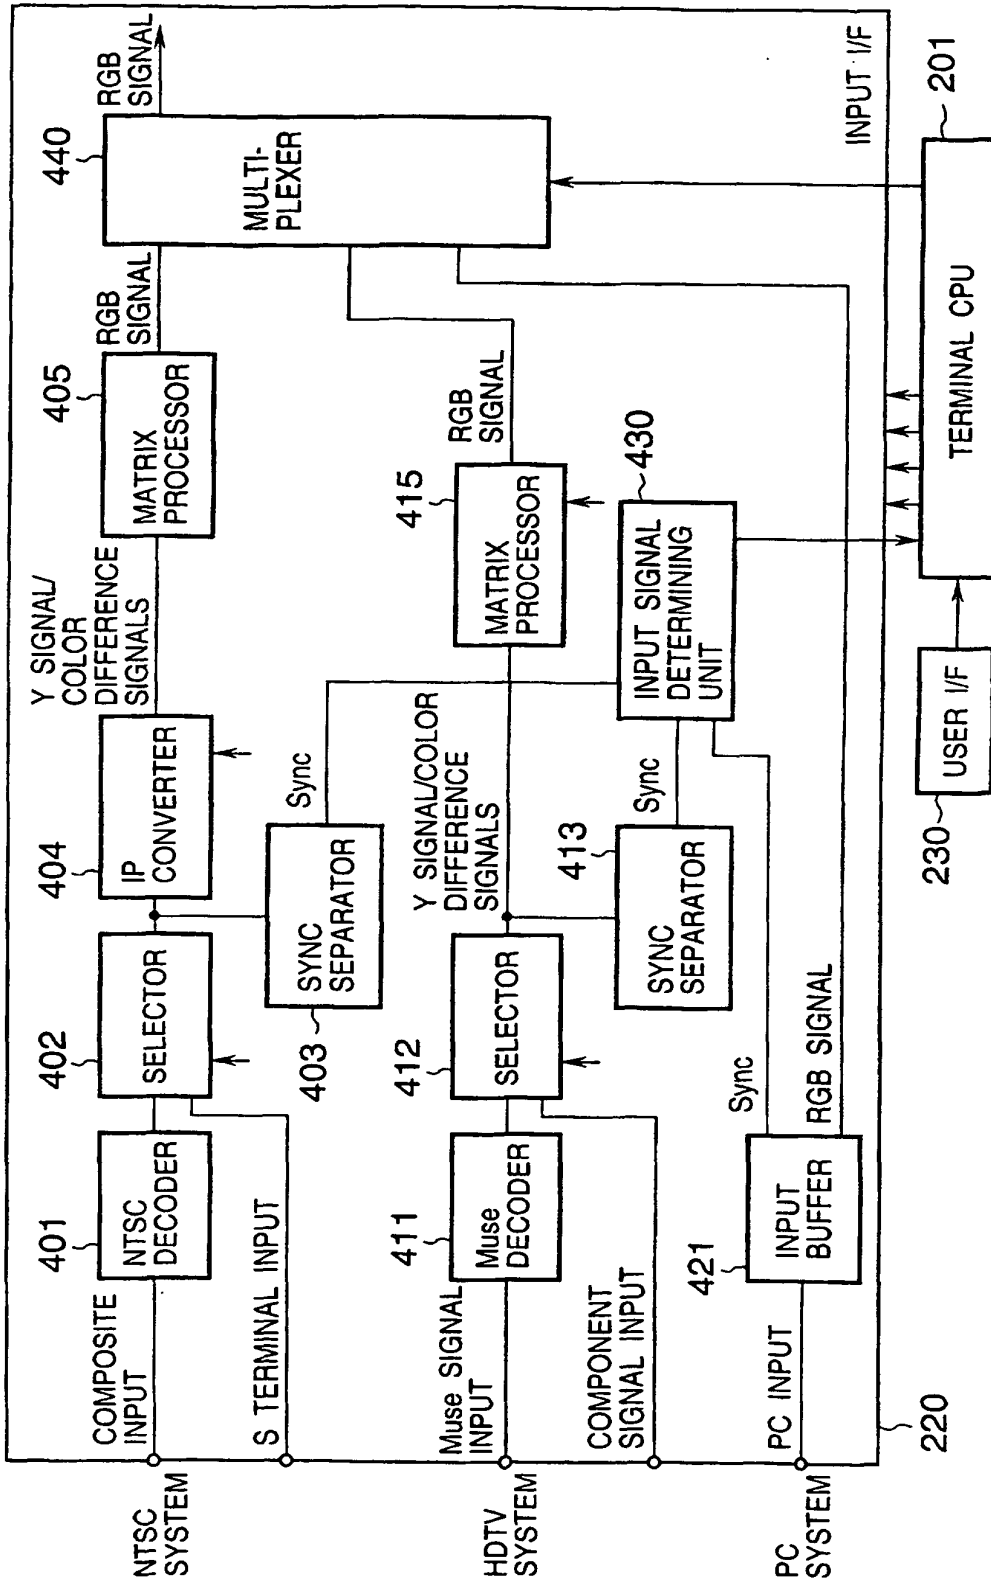 NTSC
SYSTEM
COMPOSITE
INPUT
401
NTSC
DECODER
402
SELECTOR
404
IP
CONVERTER
Y SIGNAL/
COLOR
DIFFERENCE
SIGNALS
405
MATRIX
PROCESSOR
RGB
SIGNAL
440
MULTI-
PLEXER
RGB
SIGNAL
S TERMINAL INPUT
403
SYNC
SEPARATOR
Sync
HDTV
SYSTEM
Muse SIGNAL
INPUT
411
Muse
DECODER
412
SELECTOR
Y SIGNAL/COLOR
DIFFERENCE
SIGNALS
415
MATRIX
PROCESSOR
RGB
SIGNAL
COMPONENT
SIGNAL INPUT
413
SYNC
SEPARATOR
Sync
430
INPUT SIGNAL
DETERMINING
UNIT
PC
SYSTEM
PC INPUT
421
INPUT
BUFFER
Sync
RGB SIGNAL
INPUT I/F
220
230
USER I/F
TERMINAL CPU
201